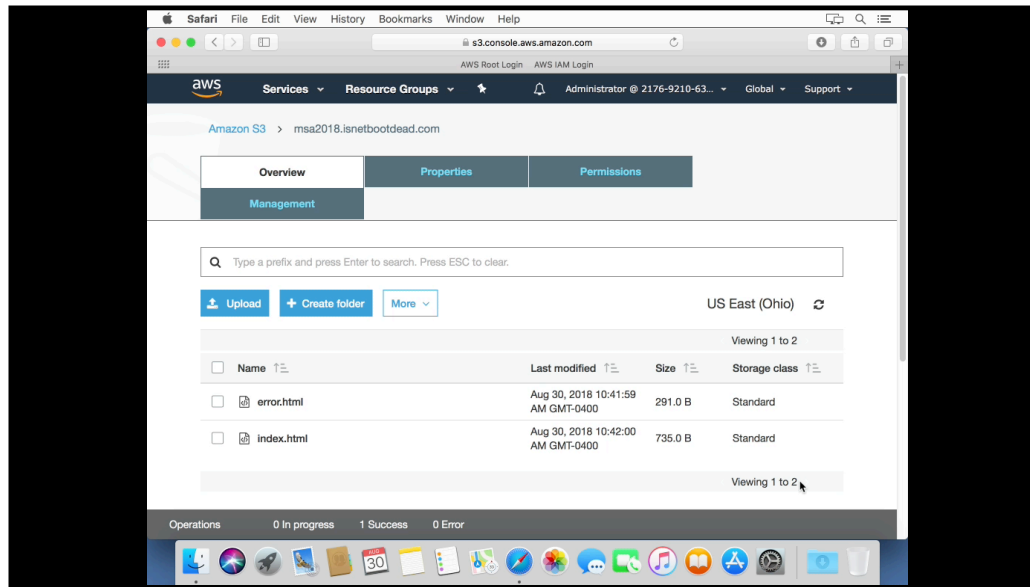 Safari File Edit View History Bookmarks Window Help
s3.console.aws.amazon.com
AWS Root Login AWS IAM Login
aws Services Resource Groups Administrator @ 2176-9210-63... Global Support
Amazon S3 > msa2018.isnetbootdead.com
Overview Properties Permissions
Management
Type a prefix and press Enter to search. Press ESC to clear.
Upload + Create folder More US East (Ohio)
Viewing 1 to 2
Name Last modified Size Storage class
error.html Aug 30, 2018 10:41:59 AM GMT-0400 291.0 B Standard
index.html Aug 30, 2018 10:42:00 AM GMT-0400 735.0 B Standard
Viewing 1 to 2
Operations 0 In progress 1 Success 0 Error
AUG
30